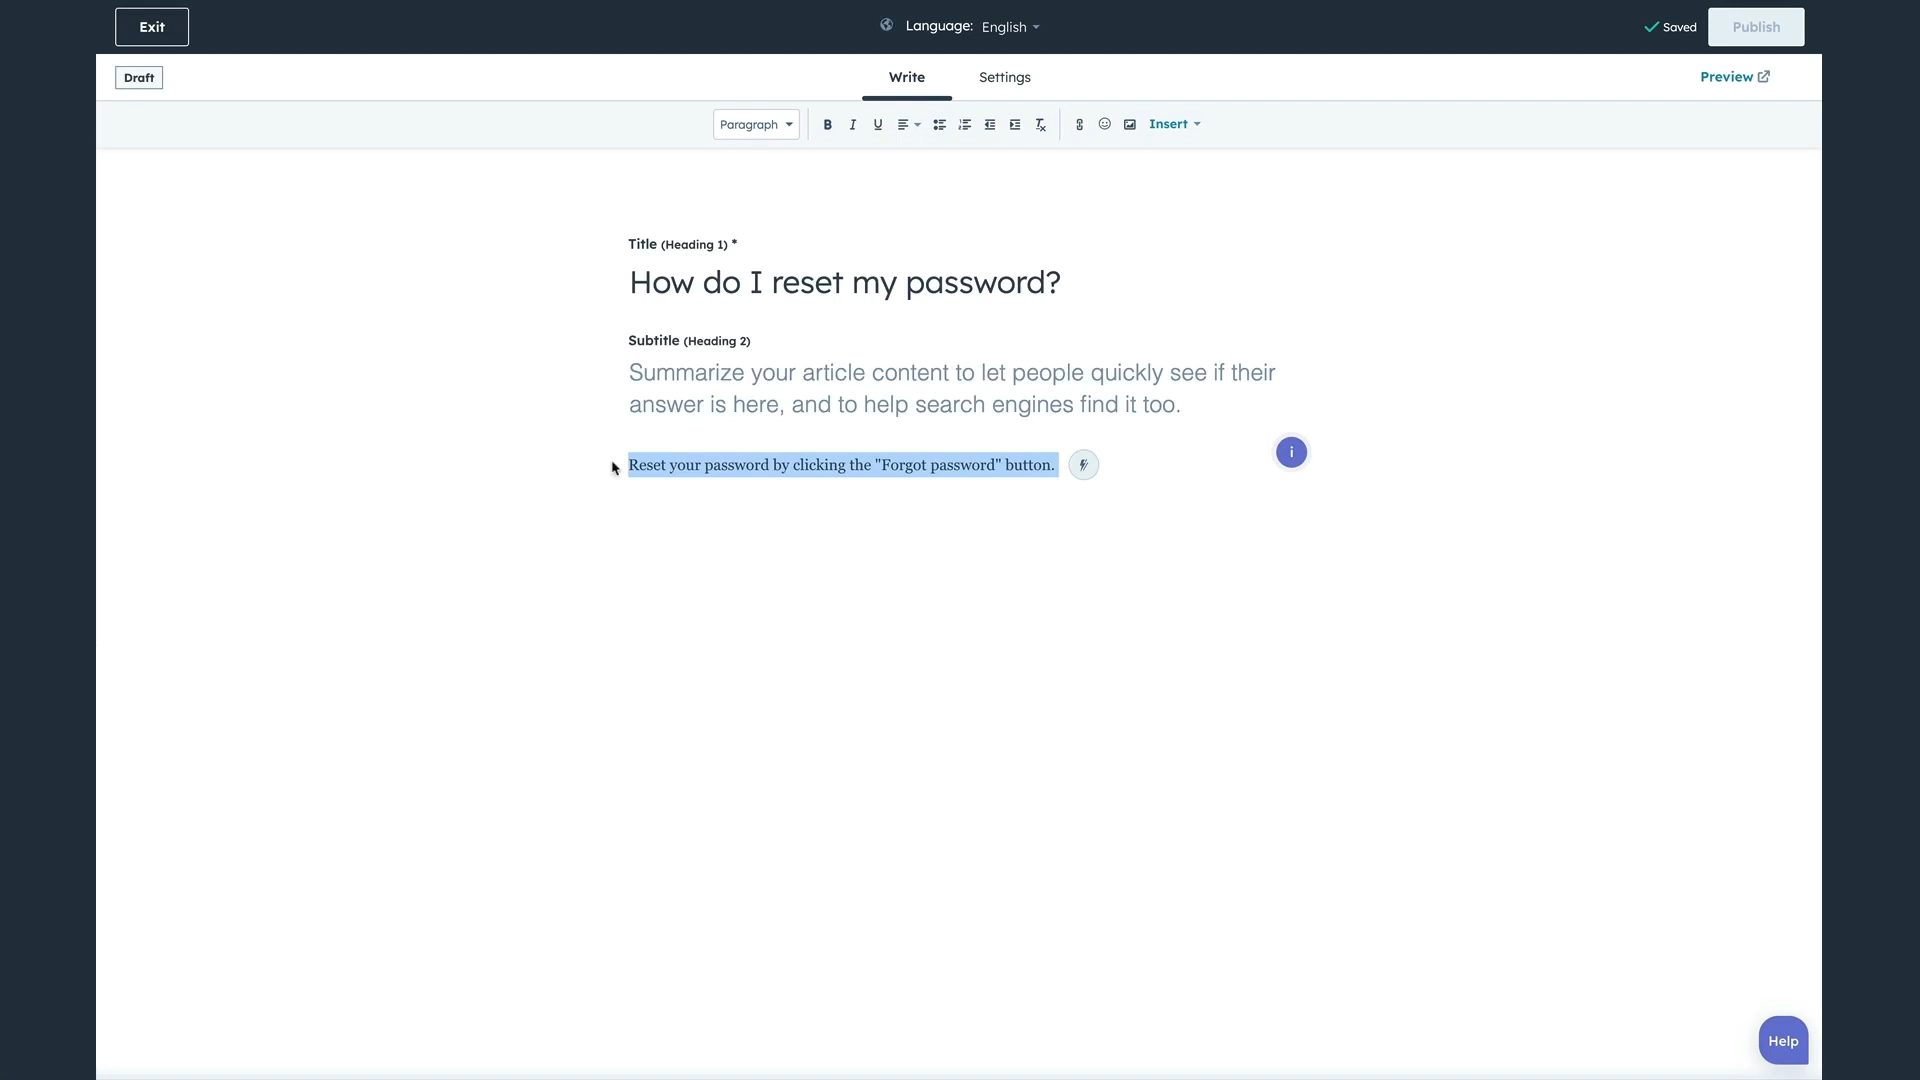 Exit
Language: English
Saved
Publish
Draft
Write
Settings
Preview
Paragraph
B I U
Insert
Title (Heading 1) *
How do I reset my password?
Subtitle (Heading 2)
Summarize your article content to let people quickly see if their
answer is here, and to help search engines find it too.
i
Reset your password by clicking the "Forgot password" button.
Help